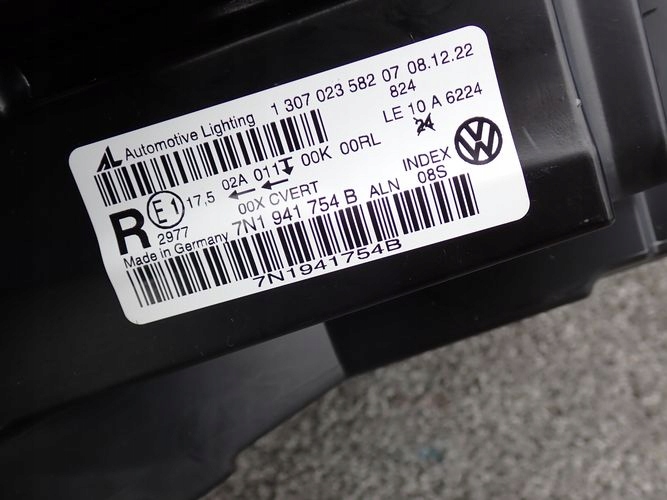 AL Automotive Lighting 1 307 023 582 07 08.12.22
824
LE 10 A 6224
24
R E1 17,5 02A 011 00K 00RL
2977 00X CVERT INDEX
Made in Germany 7N1 941 754 B ALN 08S
7N1941754B